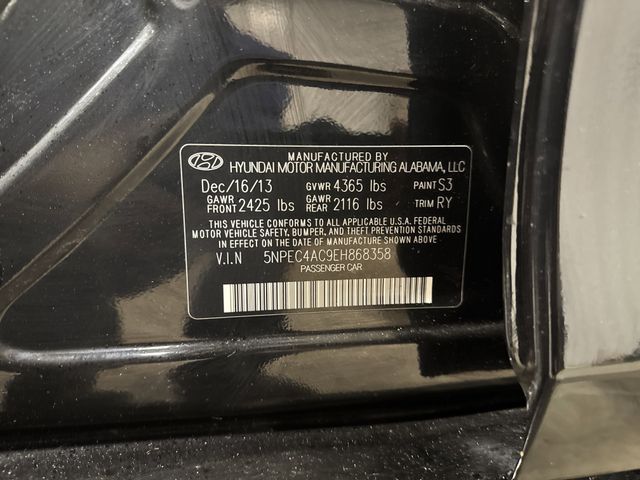 MANUFACTURED BY
HYUNDAI MOTOR MANUFACTURING ALABAMA, LLC
Dec/16/13 GVWR 4365 lbs PAINT S3
GAWR FRONT 2425 lbs GAWR REAR 2116 lbs TRIM RY
THIS VEHICLE CONFORMS TO ALL APPLICABLE U.S.A. FEDERAL
MOTOR VEHICLE SAFETY, BUMPER, AND THEFT PREVENTION STANDARDS
IN EFFECT ON THE DATE OF MANUFACTURE SHOWN ABOVE.
V.I.N 5NPEC4AC9EH868358
PASSENGER CAR